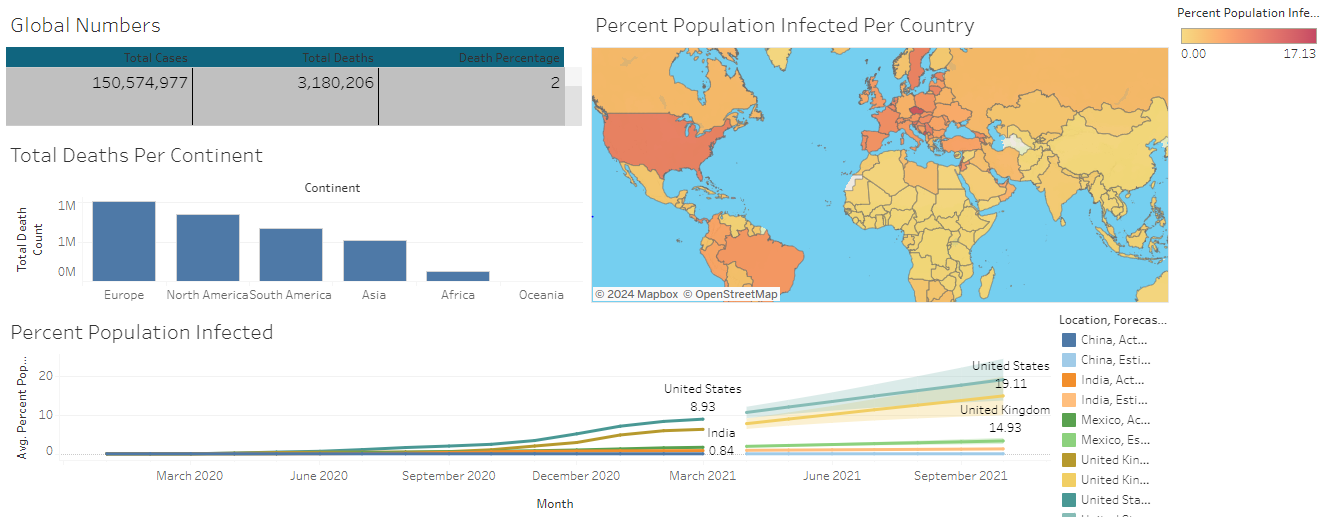 Global Numbers
Total Cases
Total Deaths
Death Percentage
150,574,977
3,180,206
2
Total Deaths Per Continent
Continent
Total Death
Count
1M
1M
0M
Europe
North America
South America
Asia
Africa
Oceania
Percent Population Infected Per Country
© 2024 Mapbox © OpenStreetMap
Percent Population Infe...
0.00
17.13
Percent Population Infected
Avg. Percent Pop...
20
10
0
United States
8.93
India
0.84
United States
19.11
United Kingdom
14.93
March 2020
June 2020
September 2020
December 2020
March 2021
June 2021
September 2021
Month
Location, Forecas...
China, Act...
China, Esti...
India, Act...
India, Esti...
Mexico, Ac...
Mexico, Es...
United Kin...
United Kin...
United Sta...